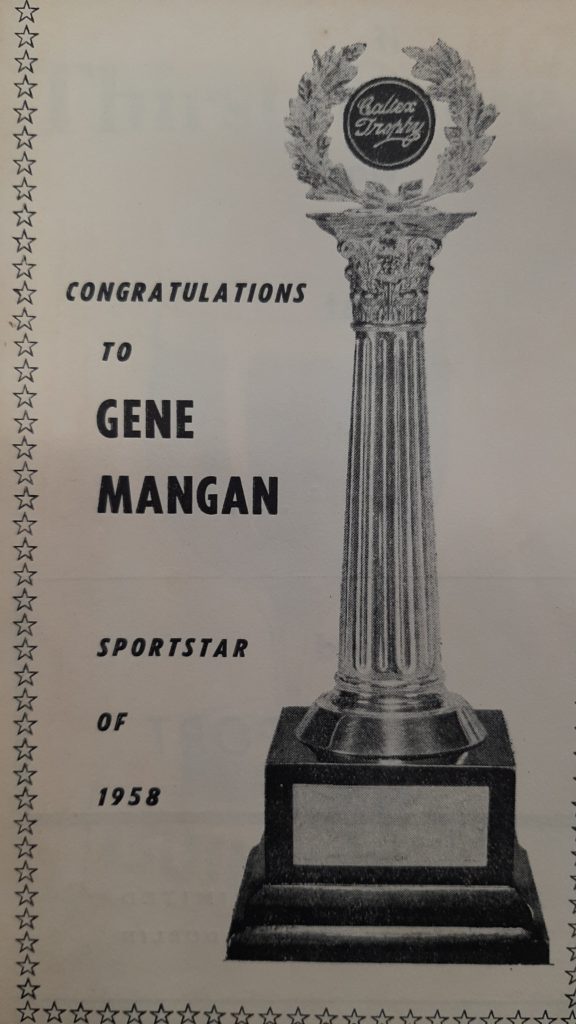 Caltex
Trophy
CONGRATULATIONS
TO
GENE
MANGAN
SPORTSTAR
OF
1958